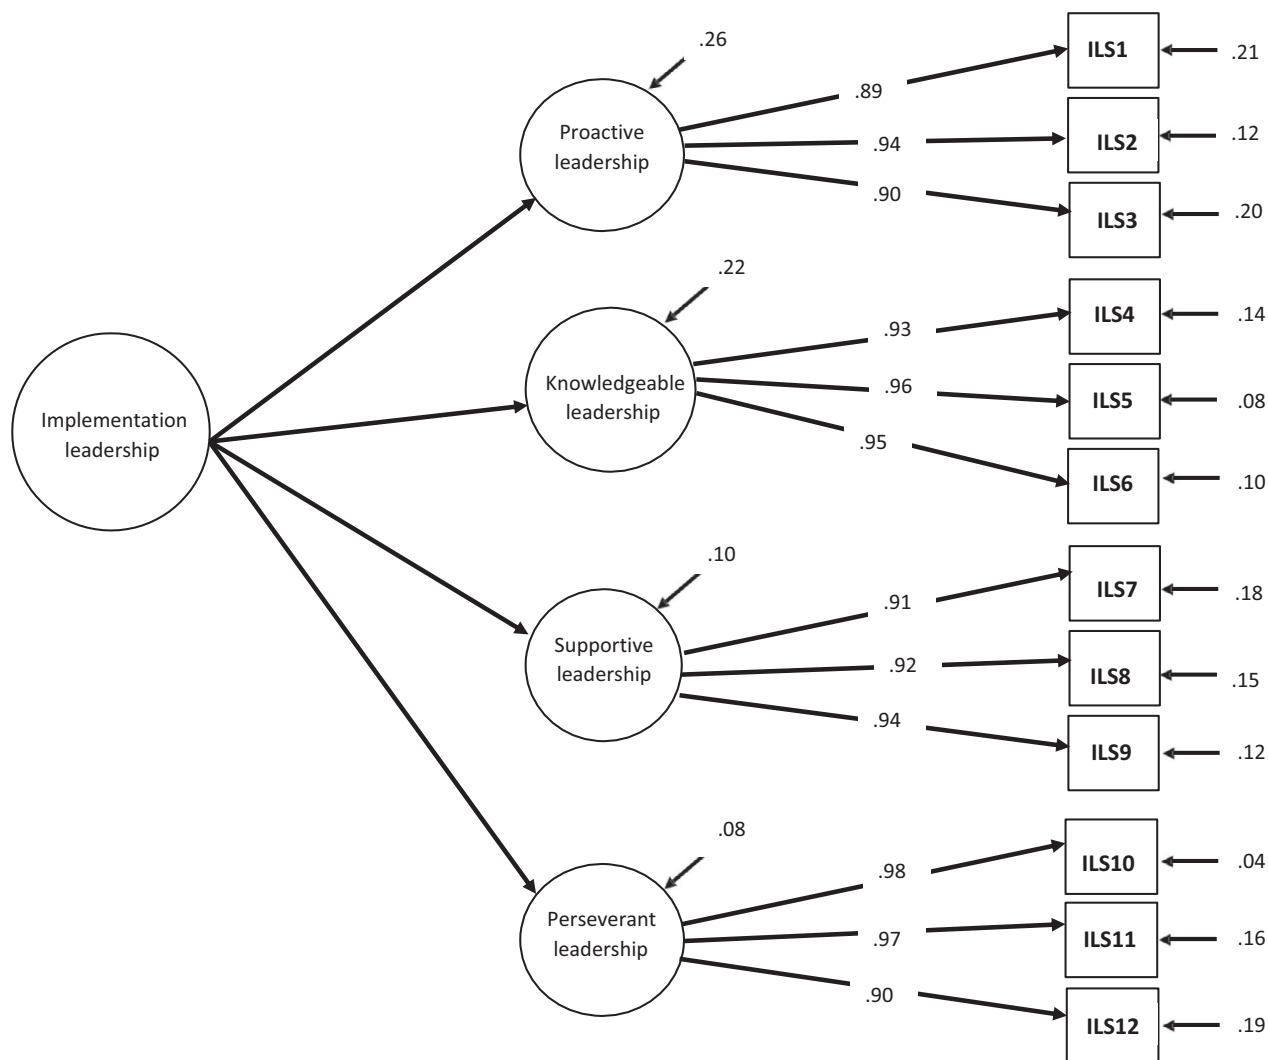 .26
Proactive
leadership
.89
.94
.90
ILS1
.21
ILS2
.12
ILS3
.20
.22
Knowledgeable
leadership
.93
.96
.95
ILS4
.14
ILS5
.08
ILS6
.10
Implementation
leadership
.10
Supportive
leadership
.91
.92
.94
ILS7
.18
ILS8
.15
ILS9
.12
.08
Perseverant
leadership
.98
.97
.90
ILS10
.04
ILS11
.16
ILS12
.19